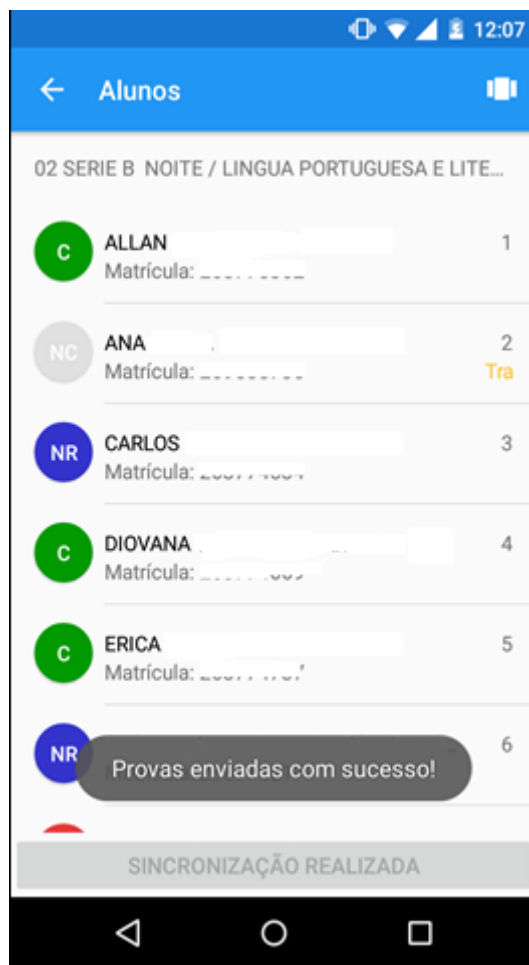 12:07
Alunos
02 SERIE B NOITE / LINGUA PORTUGUESA E LITE...
C
ALLAN
1
Matrícula:
NC
ANA
2
Matrícula:
Tra
NR
CARLOS
3
Matrícula:
C
DIOVANA
4
Matrícula:
C
ERICA
5
Matrícula:
NR
6
Provas enviadas com sucesso!
SINCRONIZAÇÃO REALIZADA